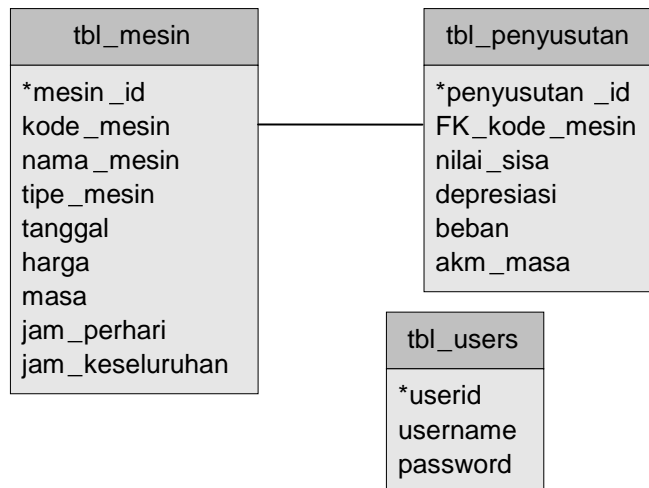 tbl_mesin
*mesin_id
kode_mesin
nama_mesin
tipe_mesin
tanggal
harga
masa
jam_perhari
jam_keseluruhan
tbl_penyusutan
*penyusutan_id
FK_kode_mesin
nilai_sisa
depresiasi
beban
akm_masa
tbl_users
*userid
username
password